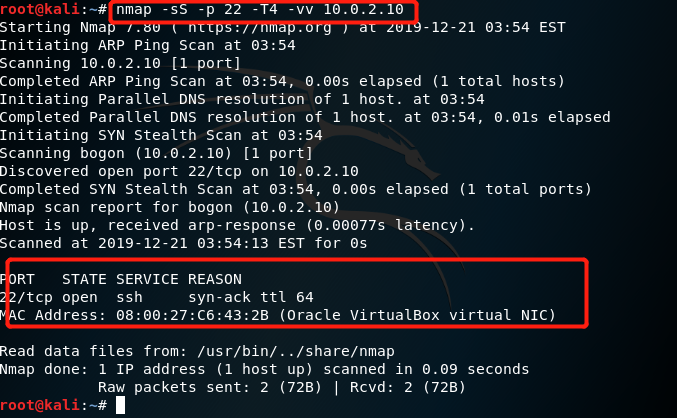 root@kali:~# nmap -sS -p 22 -T4 -vv 10.0.2.10
Starting Nmap 7.80 ( https://nmap.org ) at 2019-12-21 03:54 EST
Initiating ARP Ping Scan at 03:54
Scanning 10.0.2.10 [1 port]
Completed ARP Ping Scan at 03:54, 0.00s elapsed (1 total hosts)
Initiating Parallel DNS resolution of 1 host. at 03:54
Completed Parallel DNS resolution of 1 host. at 03:54, 0.01s elapsed
Initiating SYN Stealth Scan at 03:54
Scanning bogon (10.0.2.10) [1 port]
Discovered open port 22/tcp on 10.0.2.10
Completed SYN Stealth Scan at 03:54, 0.00s elapsed (1 total ports)
Nmap scan report for bogon (10.0.2.10)
Host is up, received arp-response (0.00077s latency).
Scanned at 2019-12-21 03:54:13 EST for 0s
PORT   STATE SERVICE REASON
22/tcp open  ssh     syn-ack ttl 64
MAC Address: 08:00:27:C6:43:2B (Oracle VirtualBox virtual NIC)
Read data files from: /usr/bin/../share/nmap
Nmap done: 1 IP address (1 host up) scanned in 0.09 seconds
           Raw packets sent: 2 (72B) | Rcvd: 2 (72B)
root@kali:~#